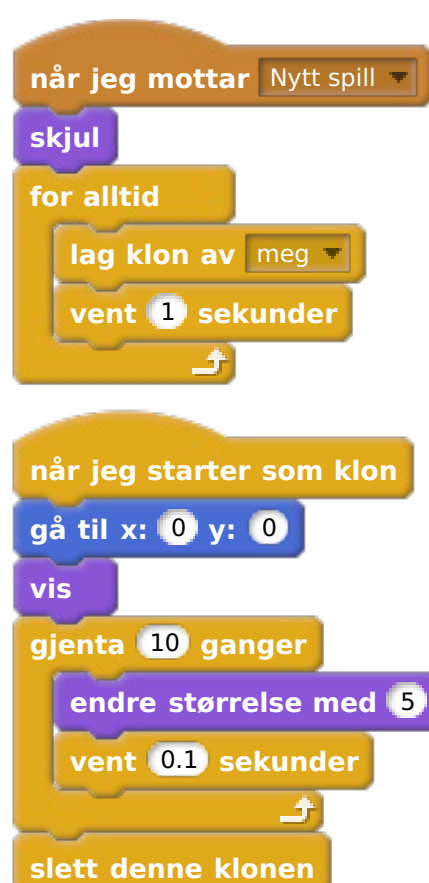 når jeg mottar Nytt spill
skjul
for alltid
lag klon av meg
vent 1 sekunder
når jeg starter som klon
gå til x: 0 y: 0
vis
gjenta 10 ganger
endre størrelse med 5
vent 0.1 sekunder
slett denne klonen